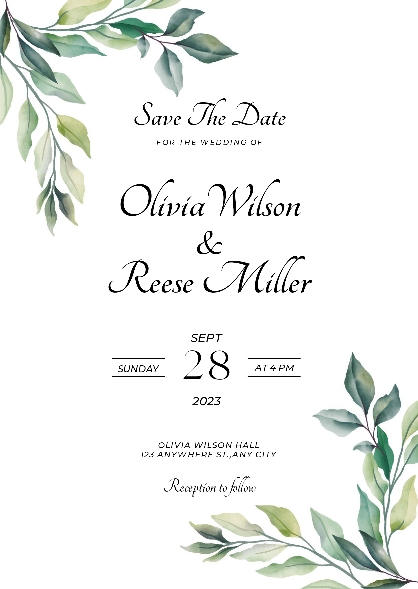 Save The Date
FOR THE WEDDING OF
Olivia Wilson
&
Reese Miller
SEPT
SUNDAY 28 AT 4 PM
2023
OLIVIA WILSON HALL
123 ANYWHERE ST., ANY CITY
Reception to follow